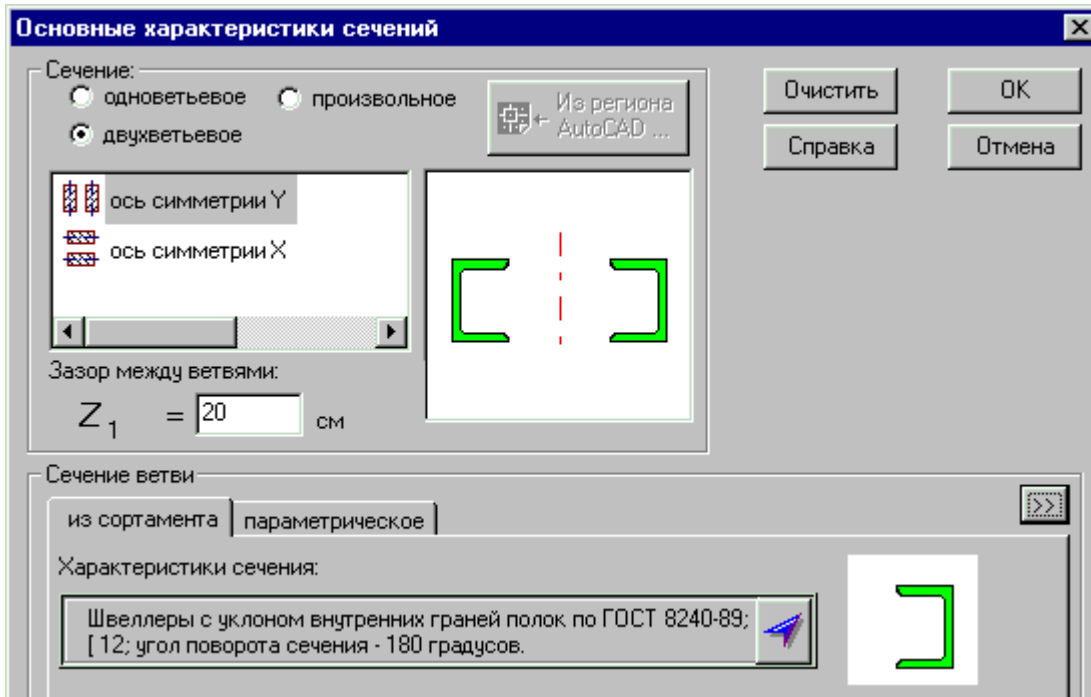 Основные характеристики сечений
Сечение:
одноветьевое
произвольное
двухветьевое
Из региона
AutoCAD ...
Очистить
OK
Справка
Отмена
ось симметрии Y
ось симметрии X
Зазор между ветвями:
Z1 = 20 см
Сечение ветви
>>
из сортамента
параметрическое
Характеристики сечения:
Швеллеры с уклоном внутренних граней полок по ГОСТ 8240-89;
[ 12; угол поворота сечения - 180 градусов.